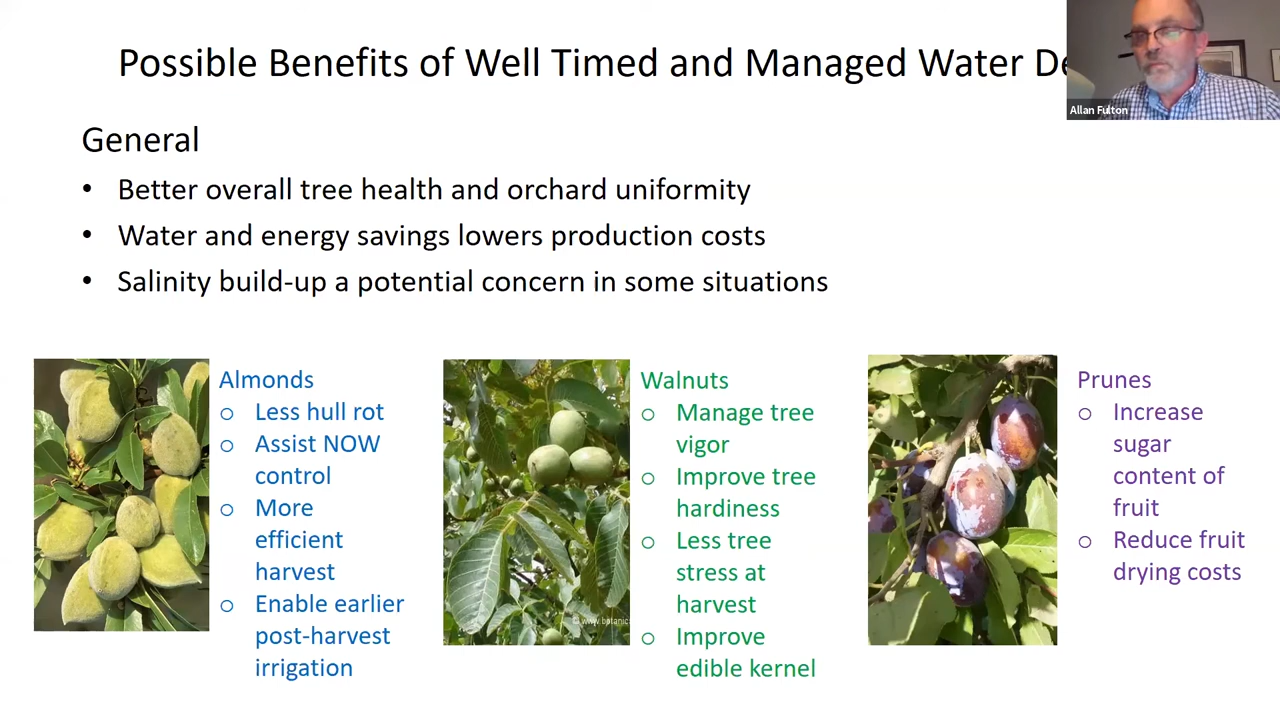 Possible Benefits of Well Timed and Managed Water
Allan Fulton
General
• Better overall tree health and orchard uniformity
• Water and energy savings lowers production costs
• Salinity build-up a potential concern in some situations
Almonds
o Less hull rot
o Assist NOW
control
o More
efficient
harvest
o Enable earlier
post-harvest
irrigation
Walnuts
o Manage tree
vigor
o Improve tree
hardiness
o Less tree
stress at
harvest
o Improve
edible kernel
Prunes
o Increase
sugar
content of
fruit
o Reduce fruit
drying costs